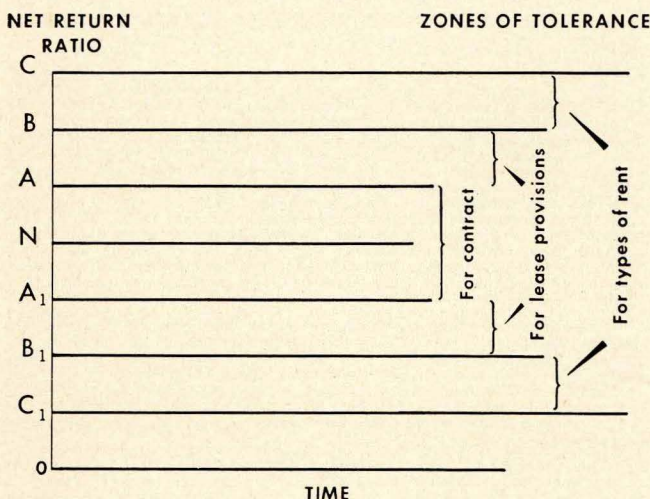 NET RETURN
RATIO
ZONES OF TOLERANCE
C
B
A
N
A1
B1
C1
0
For contract
For lease provisions
For types of rent
TIME